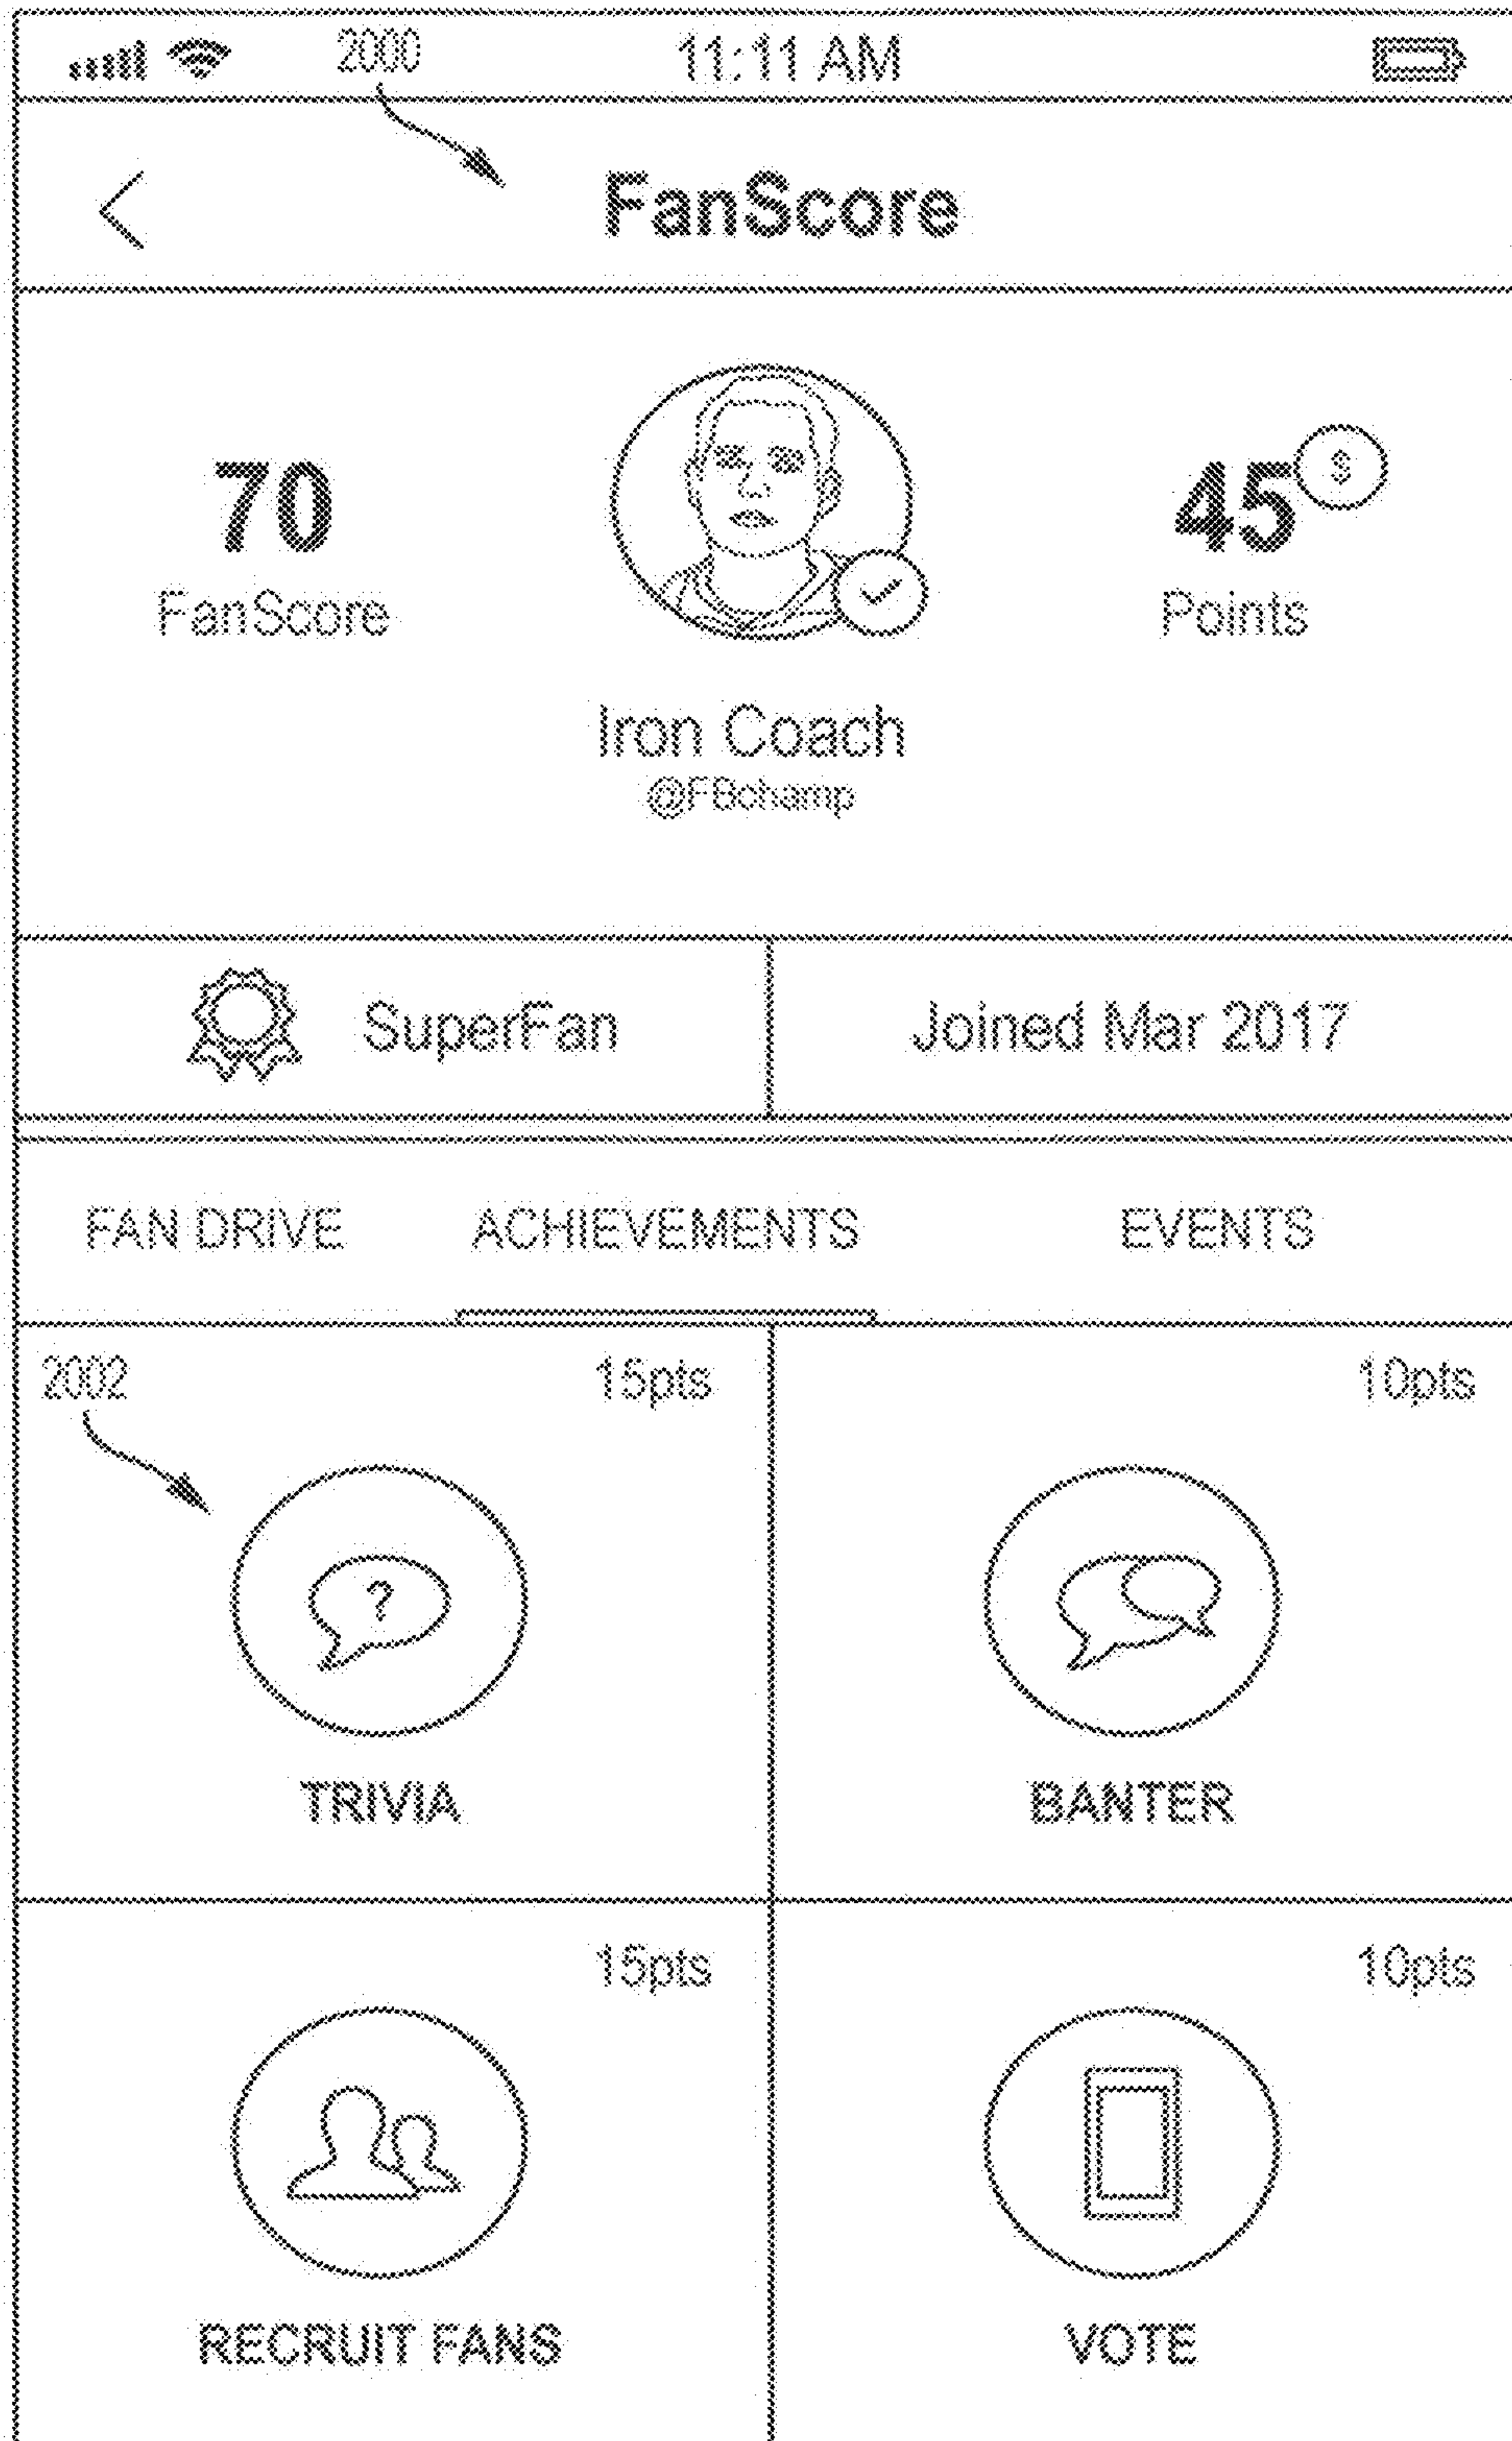 2000 11:11 AM
FanScore
70 45 $
FanScore Points
Iron Coach
@FBchamp
SuperFan Joined Mar 2017
FAN DRIVE ACHIEVEMENTS EVENTS
2002 15pts 10pts
?
TRIVIA BANTER
15pts 10pts
RECRUIT FANS VOTE